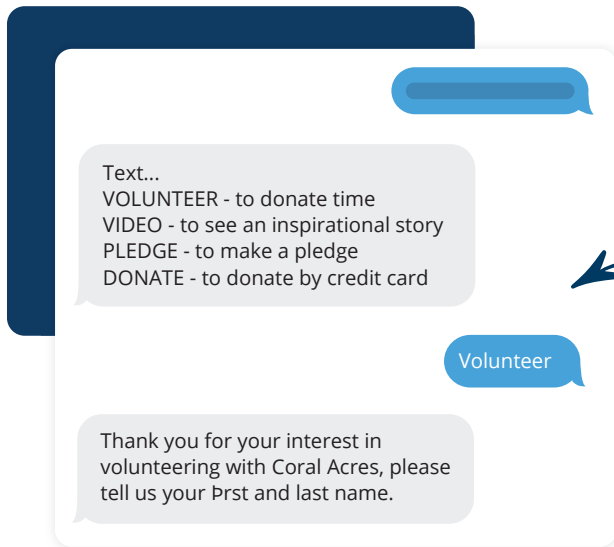 Text...
VOLUNTEER - to donate time
VIDEO - to see an inspirational story
PLEDGE - to make a pledge
DONATE - to donate by credit card
Volunteer
Thank you for your interest in
volunteering with Coral Acres, please
tell us your Þrst and last name.